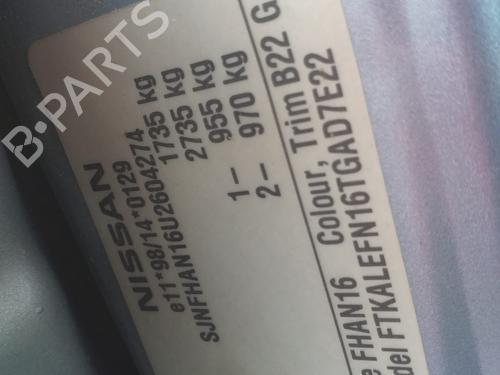 B·PARTS
NISSAN
e11*98/14*0129
SJNFHAN16U2604274
1735 kg
2735 kg
1– 955 kg
2– 970 kg
e FHAN16 Colour, Trim B22 G
del FTKALEFN16TGAD7E22